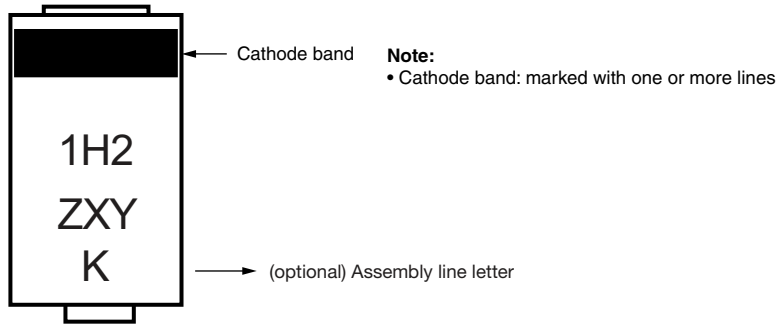 Cathode band
Note:
• Cathode band: marked with one or more lines
1H2
ZXY
K
(optional) Assembly line letter